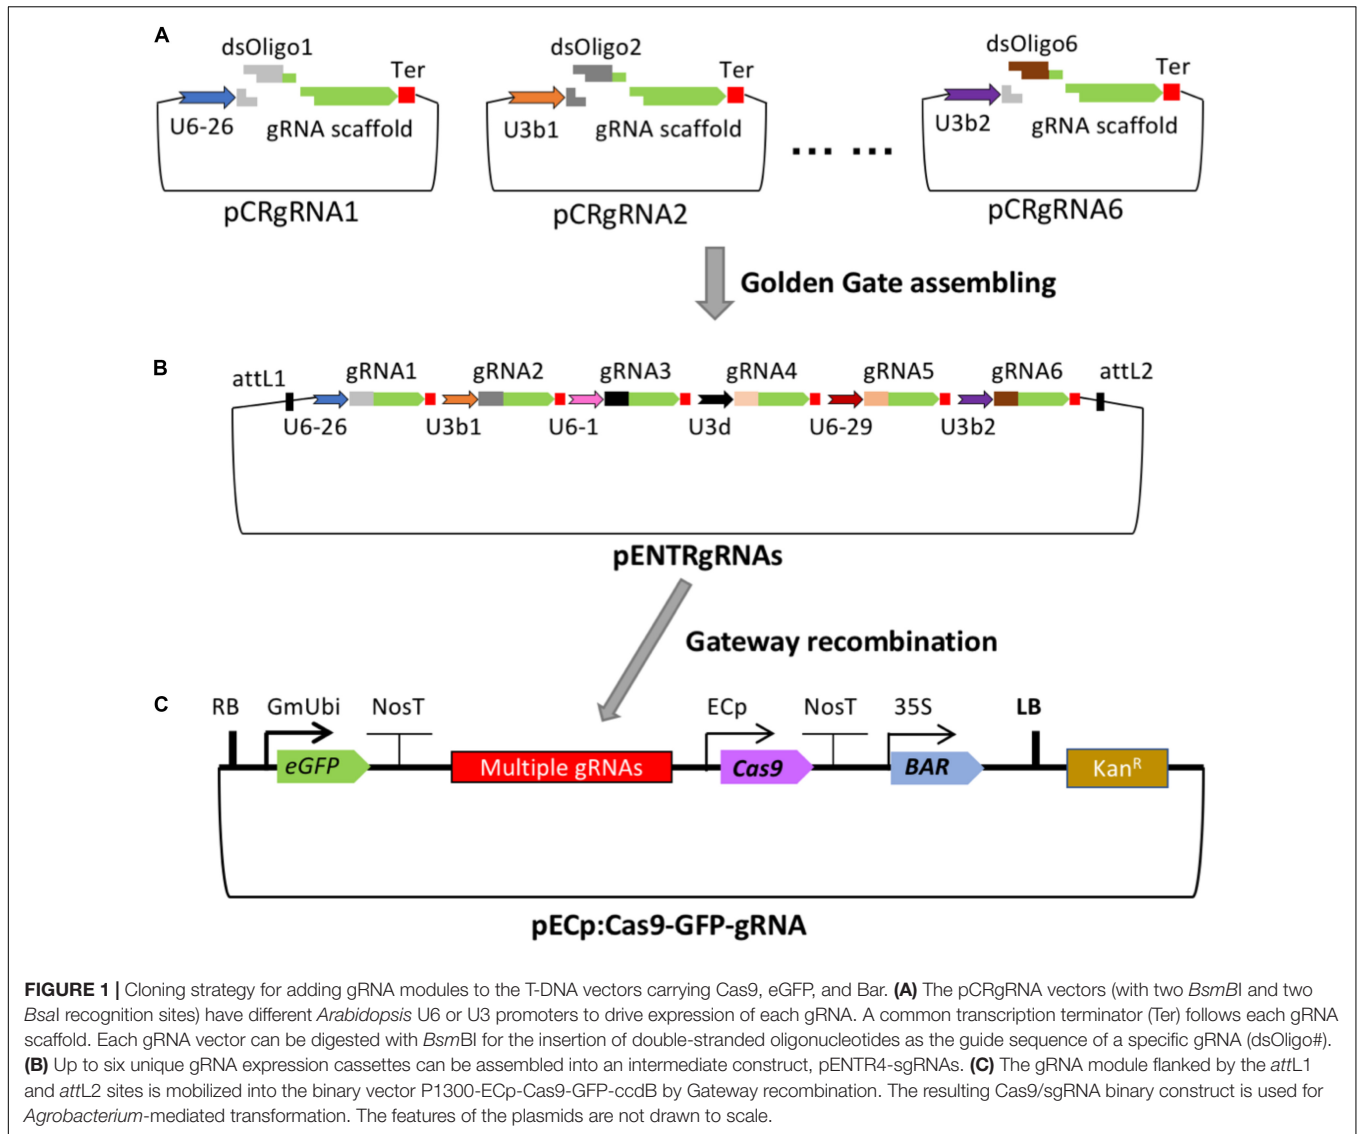 A
dsOligo1
dsOligo2
dsOligo6
Ter
Ter
Ter
U6-26
gRNA scaffold
U3b1
gRNA scaffold
U3b2
gRNA scaffold
... ...
pCRgRNA1
pCRgRNA2
pCRgRNA6
Golden Gate assembling
B
attL1
gRNA1
gRNA2
gRNA3
gRNA4
gRNA5
gRNA6
attL2
U6-26
U3b1
U6-1
U3d
U6-29
U3b2
pENTRgRNAs
Gateway recombination
C
RB
GmUbi
NosT
ECp
NosT
35S
LB
eGFP
Multiple gRNAs
Cas9
BAR
KanR
pECp:Cas9-GFP-gRNA
FIGURE 1 | Cloning strategy for adding gRNA modules to the T-DNA vectors carrying Cas9, eGFP, and Bar. (A) The pCRgRNA vectors (with two BsmBI and two
BsaI recognition sites) have different Arabidopsis U6 or U3 promoters to drive expression of each gRNA. A common transcription terminator (Ter) follows each gRNA
scaffold. Each gRNA vector can be digested with BsmBI for the insertion of double-stranded oligonucleotides as the guide sequence of a specific gRNA (dsOligo#).
(B) Up to six unique gRNA expression cassettes can be assembled into an intermediate construct, pENTR4-sgRNAs. (C) The gRNA module flanked by the attL1
and attL2 sites is mobilized into the binary vector P1300-ECp-Cas9-GFP-ccdB by Gateway recombination. The resulting Cas9/sgRNA binary construct is used for
Agrobacterium-mediated transformation. The features of the plasmids are not drawn to scale.